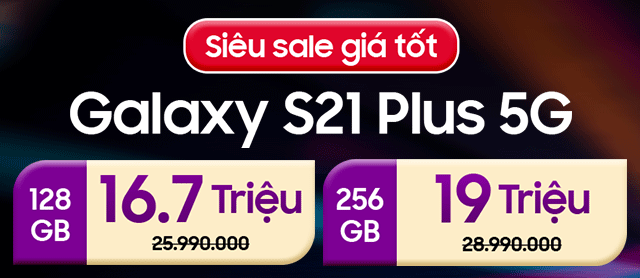 Siêu sale giá tốt
Galaxy S21 Plus 5G
128 GB
16.7 Triệu
25.990.000
256 GB
19 Triệu
28.990.000